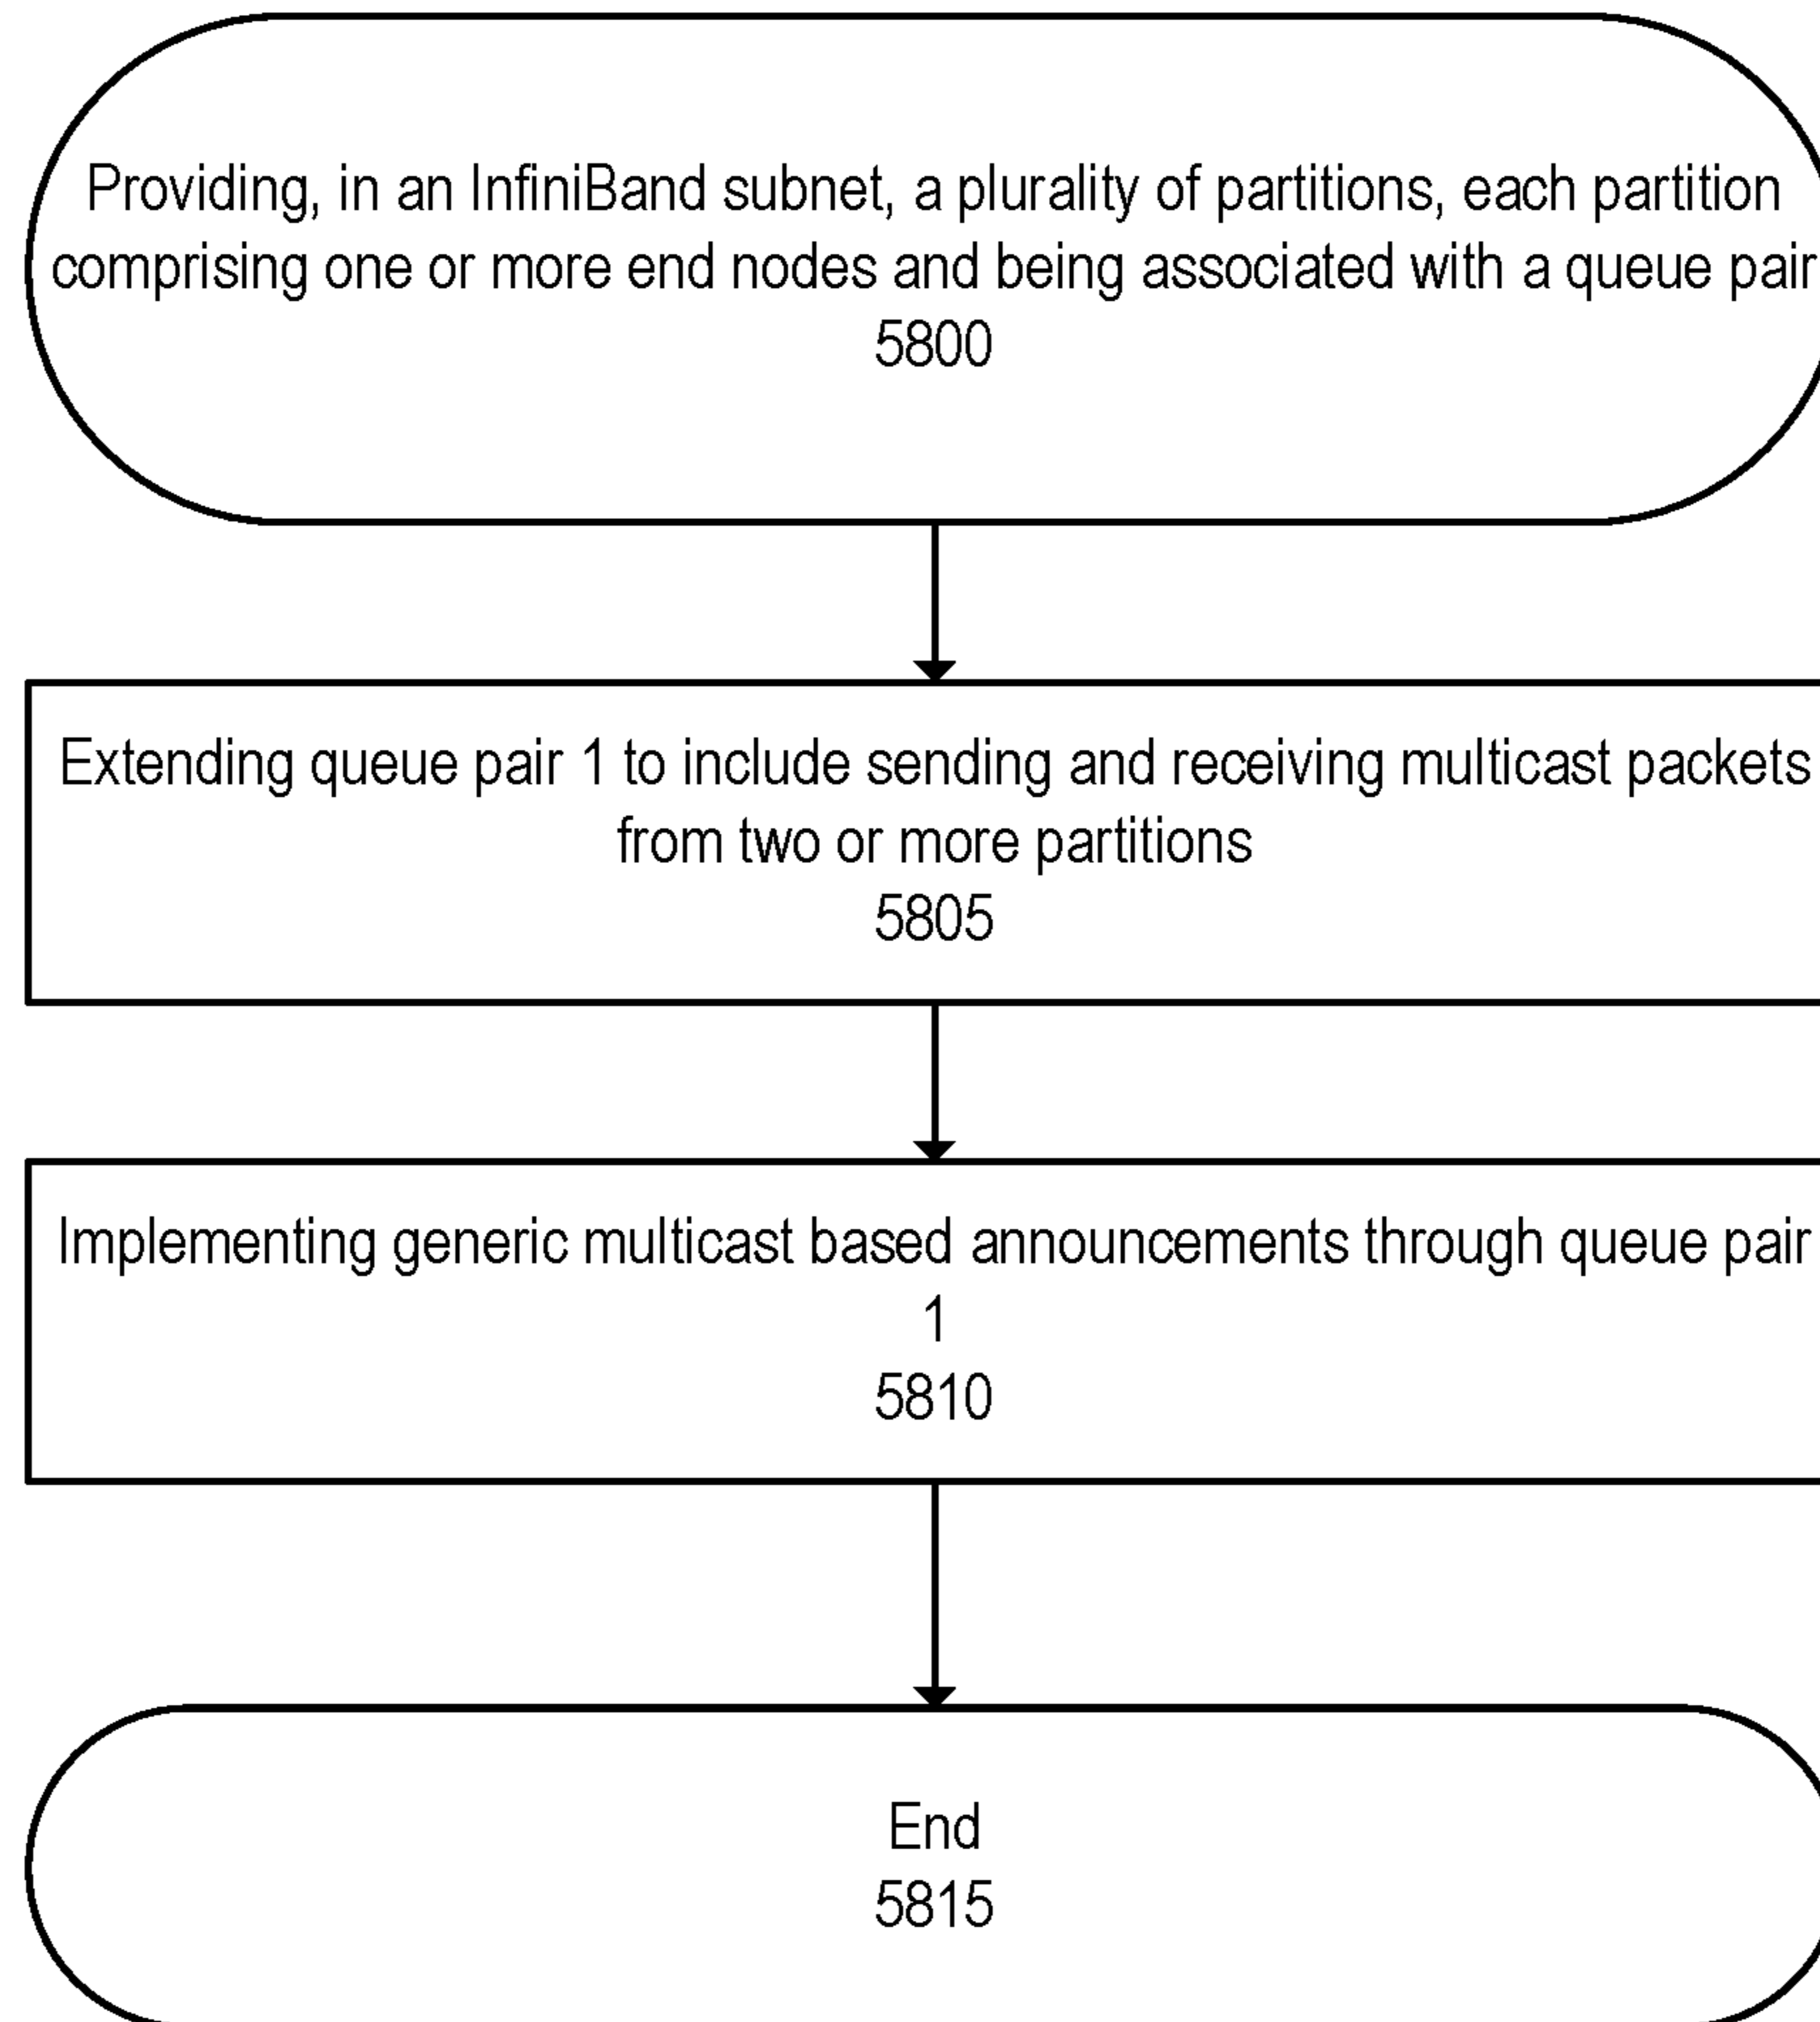 Providing, in an InfiniBand subnet, a plurality of partitions, each partition
comprising one or more end nodes and being associated with a queue pair
5800
Extending queue pair 1 to include sending and receiving multicast packets
from two or more partitions
5805
Implementing generic multicast based announcements through queue pair
1
5810
End
5815